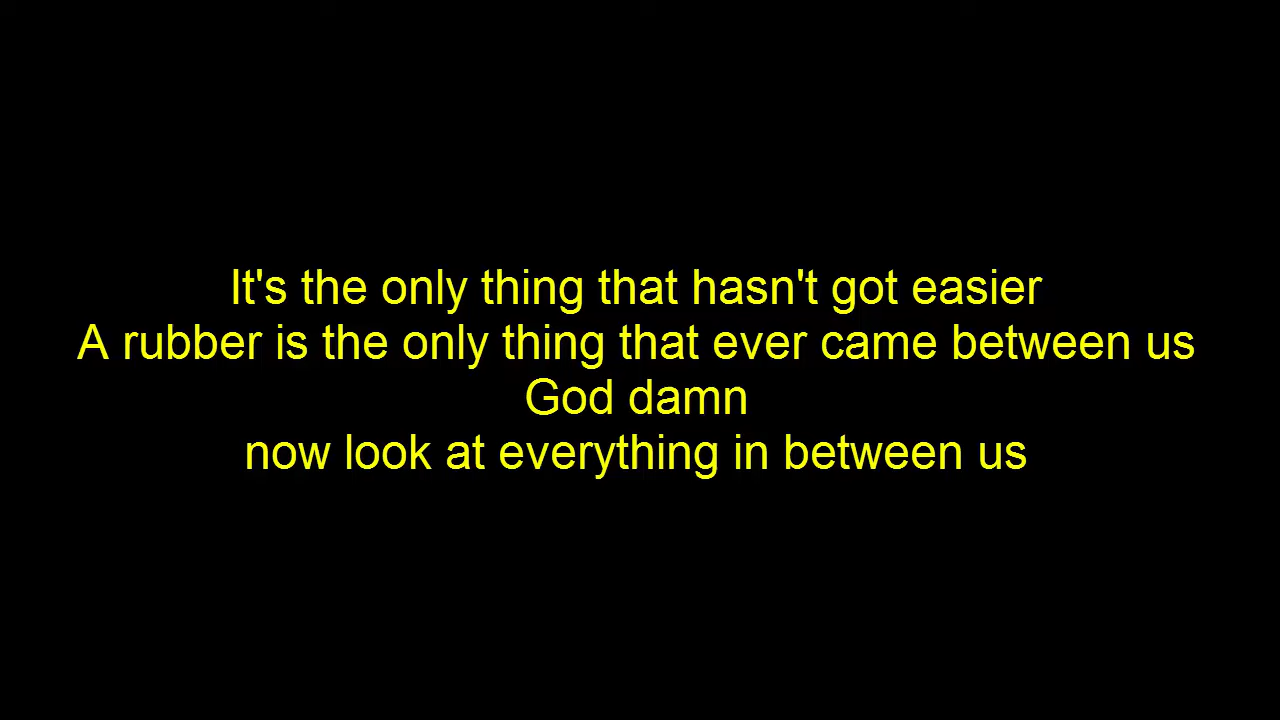 It's the only thing that hasn't got easier
A rubber is the only thing that ever came between us
God damn
now look at everything in between us